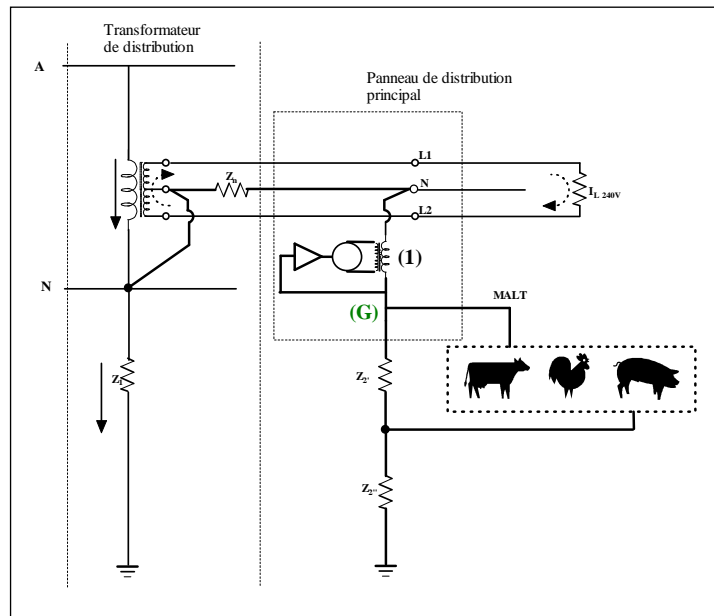 Transformateur
de distribution
A
Panneau de distribution
principal
L1
Zn
N
IL 240V
L2
(1)
N
MALT
(G)
Z1
Z2'
Z2''